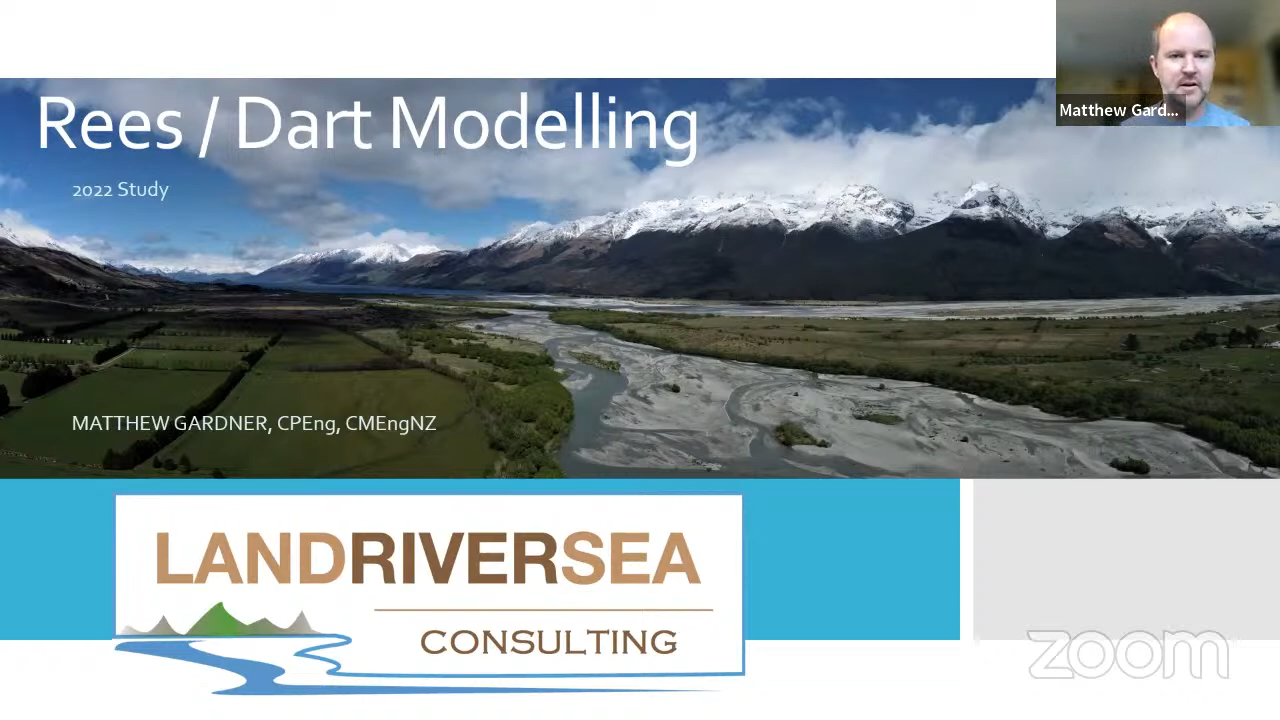 Rees / Dart Modelling
2022 Study
Matthew Gard...
MATTHEW GARDNER, CPEng, CMEngNZ
LANDRIVERSEA
CONSULTING
zoom